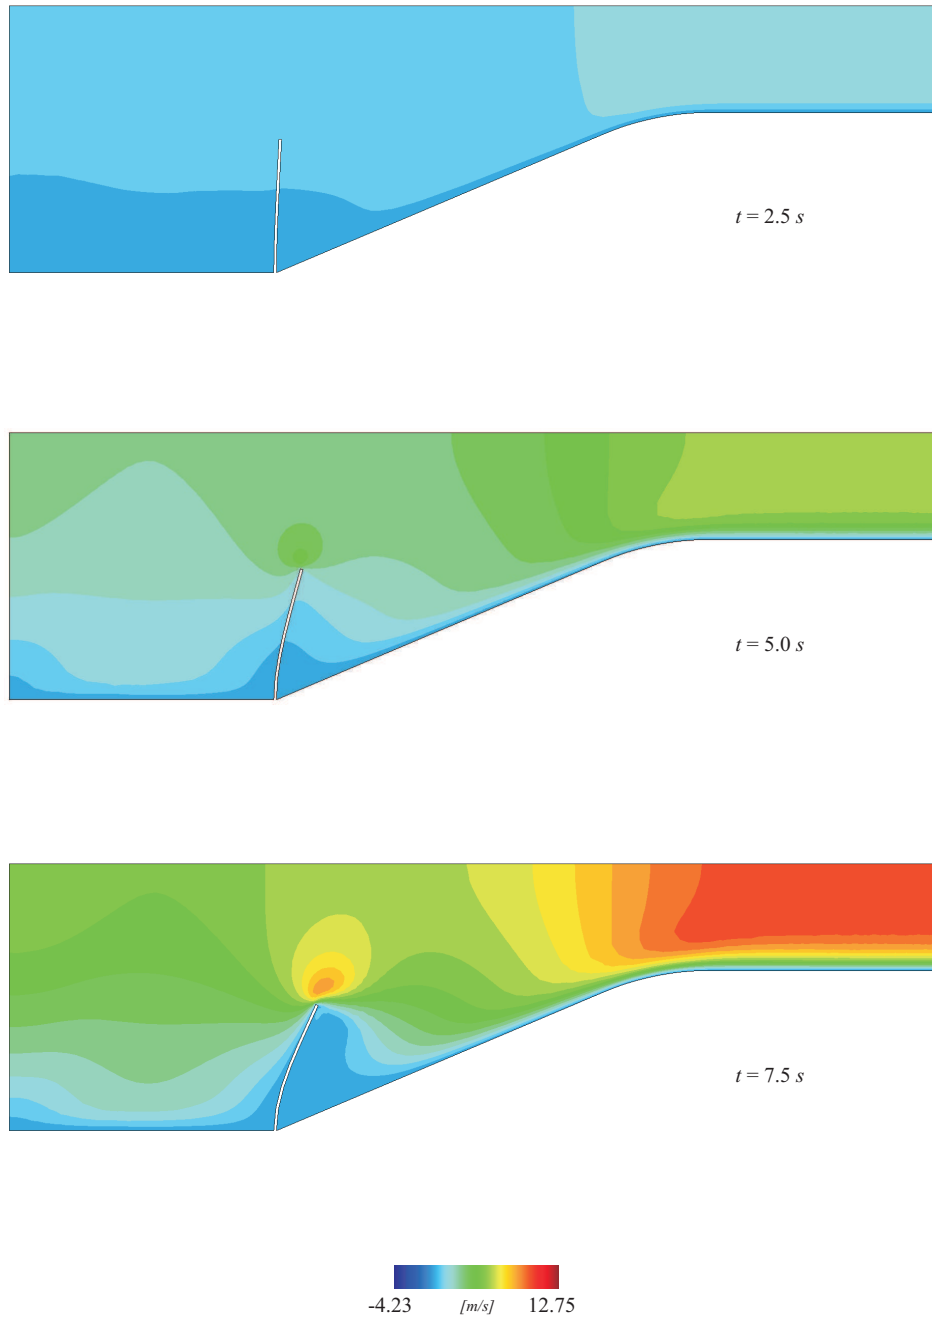 t = 2.5 s
t = 5.0 s
t = 7.5 s
-4.23 [m/s] 12.75